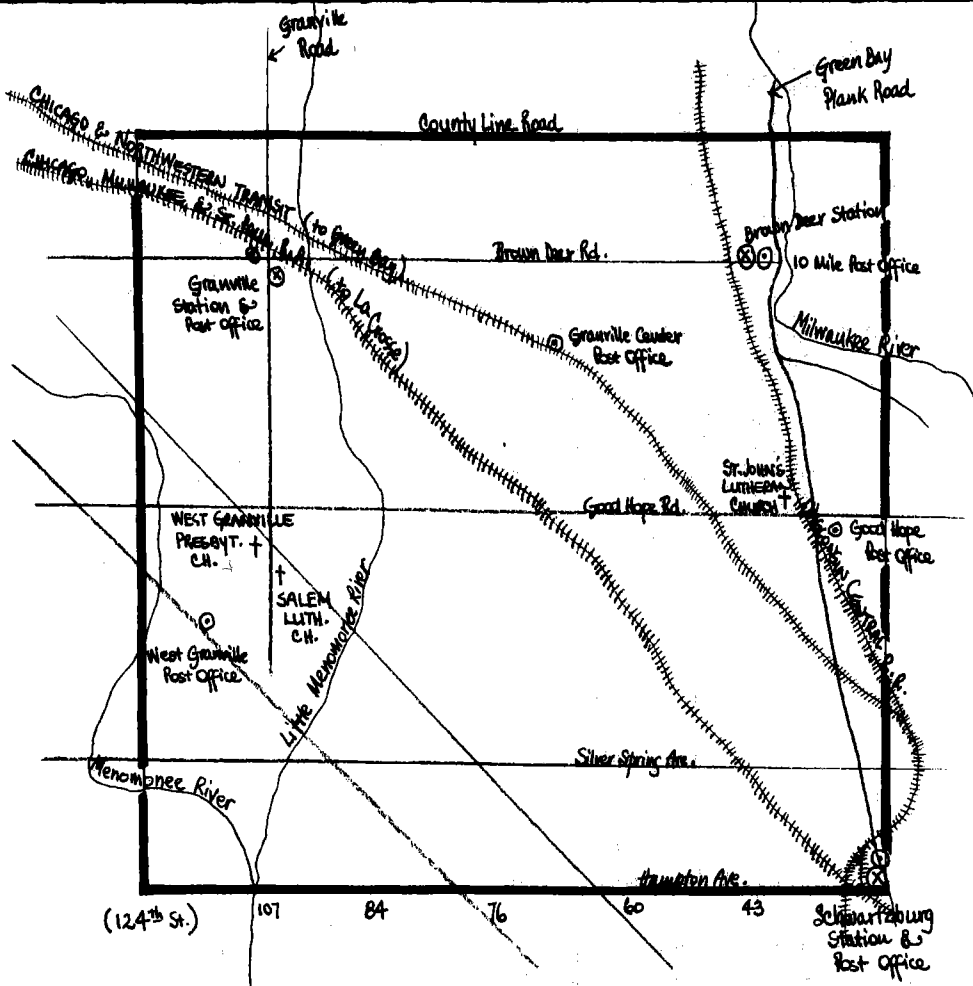 Granville
Road
Green Bay
Plank Road
County Line Road
CHICAGO & NORTHWESTERN TRANSIT (to GREEN BAY)
CHICAGO, MILWAUKEE, & ST. PAUL R.R. (to LA CROSSE)
Brown Deer Rd.
Brown Deer Station
10 Mile Post Office
Granville
Station &
Post Office
Granville Center
Post Office
Milwaukee River
ST. JOHN'S
LUTHERAN
CHURCH
Good Hope Rd.
Good Hope
Post Office
WISCONSIN CENTRAL R.R.
WEST GRANVILLE
PRESBYT.
CH.
SALEM
LUTH.
CH.
West Granville
Post Office
Little Menomonee River
Silver Spring Ave.
Menomonee River
Hampton Ave.
(124th St.)
107
84
76
60
43
Schwartzburg
Station &
Post Office